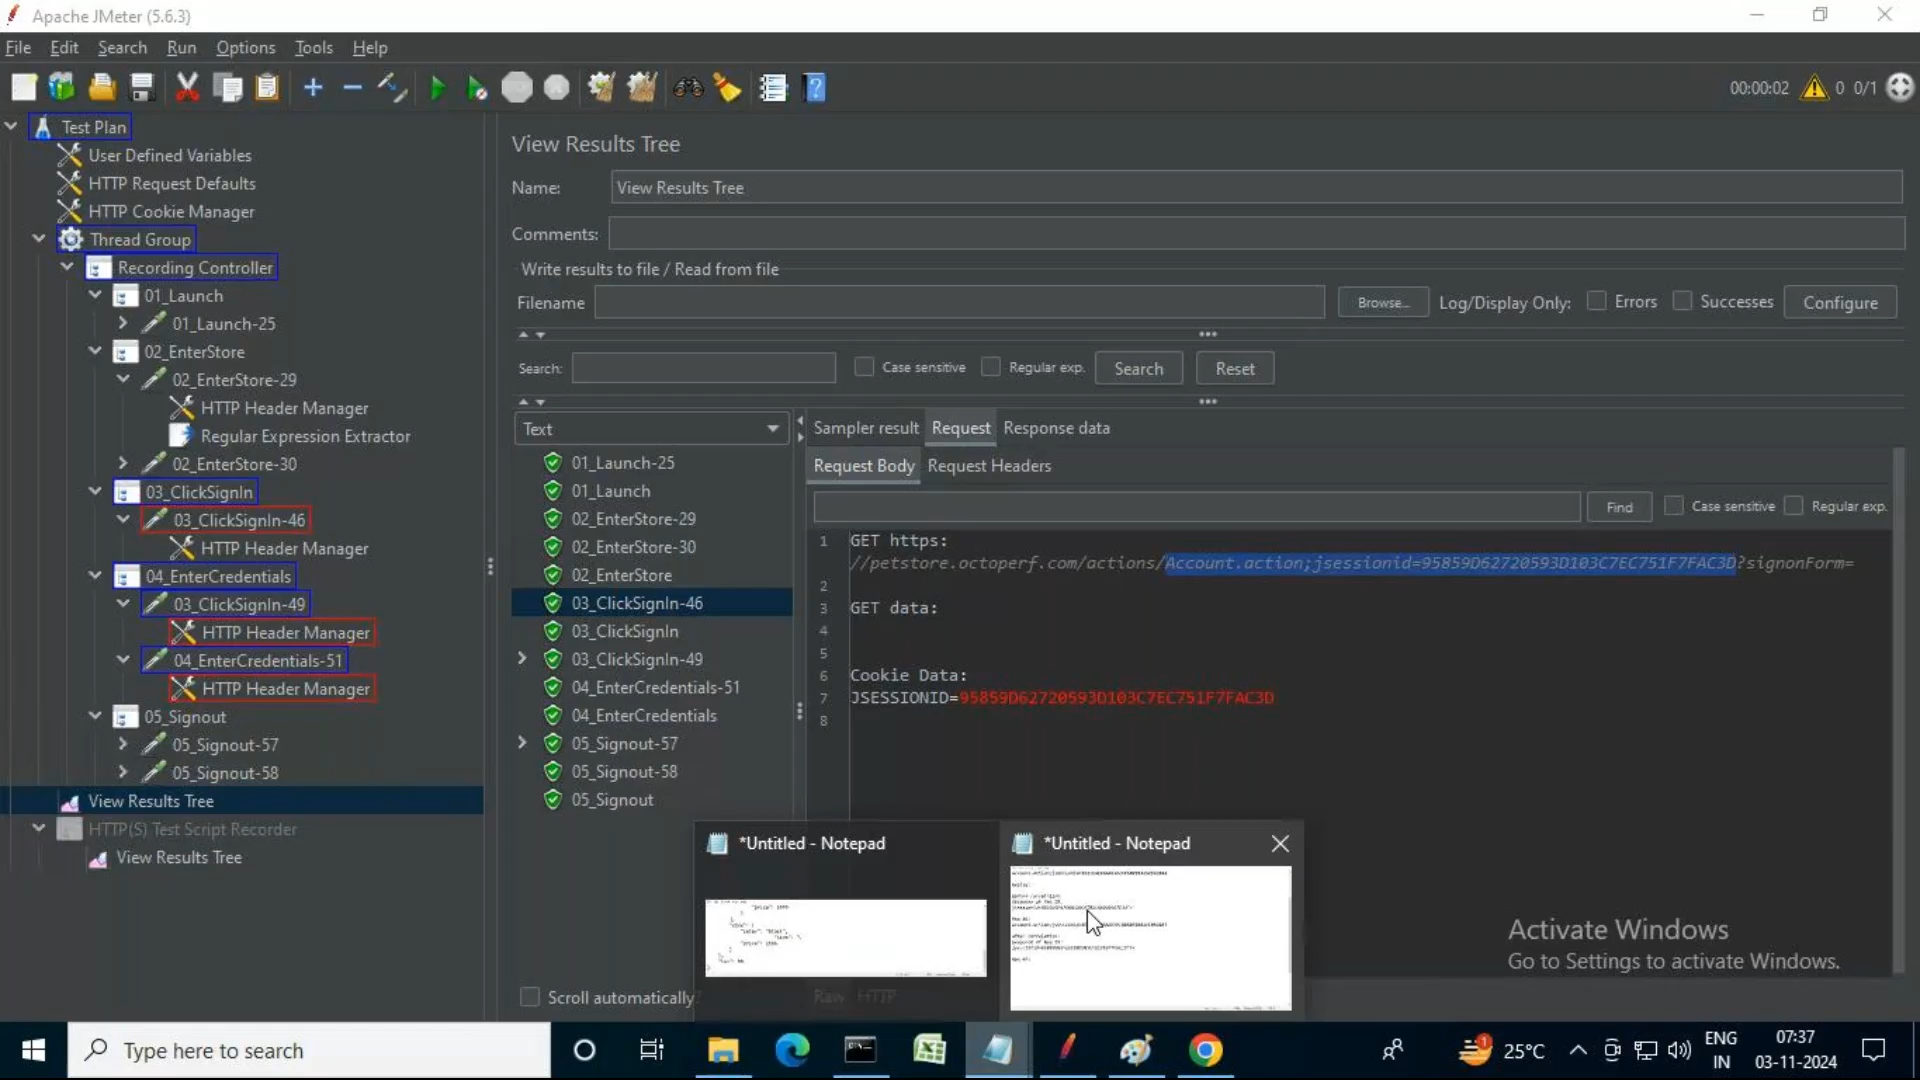 Apache JMeter (5.6.3)
File Edit Search Run Options Tools Help
00:00:02 0 0/1
Test Plan
User Defined Variables
HTTP Request Defaults
HTTP Cookie Manager
Thread Group
Recording Controller
01_Launch
01_Launch-25
02_EnterStore
02_EnterStore-29
HTTP Header Manager
Regular Expression Extractor
02_EnterStore-30
03_ClickSignIn
03_ClickSignIn-46
HTTP Header Manager
04_EnterCredentials
03_ClickSignIn-49
HTTP Header Manager
04_EnterCredentials-51
HTTP Header Manager
05_Signout
05_Signout-57
05_Signout-58
View Results Tree
HTTP(S) Test Script Recorder
View Results Tree
View Results Tree
Name: View Results Tree
Comments:
Write results to file / Read from file
Filename Browse... Log/Display Only: Errors Successes Configure
Search: Case sensitive Regular exp. Search Reset
Text
01_Launch-25
01_Launch
02_EnterStore-29
02_EnterStore-30
02_EnterStore
03_ClickSignIn-46
03_ClickSignIn
03_ClickSignIn-49
04_EnterCredentials-51
04_EnterCredentials
05_Signout-57
05_Signout-58
05_Signout
Scroll automatically?
Sampler result Request Response data
Request Body Request Headers
Find Case sensitive Regular exp.
1 GET https:
//petstore.octoperf.com/actions/Account.action;jsessionid=95859D62720593D103C7EC751F7FAC3D?signonForm=
2
3 GET data:
4
5
6 Cookie Data:
7 JSESSIONID=95859D62720593D103C7EC751F7FAC3D
8
Raw HTTP
*Untitled - Notepad
*Untitled - Notepad
Activate Windows
Go to Settings to activate Windows.
Type here to search
1
25°C
ENG
IN
07:37
03-11-2024